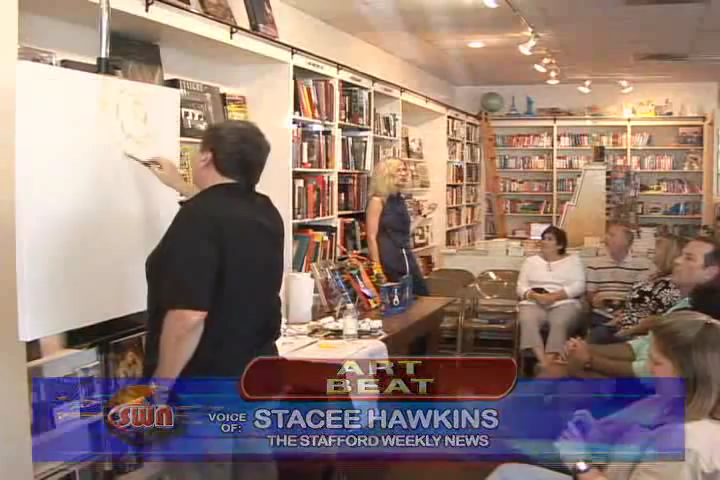 ART
BEAT
SWN
VOICE
OF:
STACEE HAWKINS
THE STAFFORD WEEKLY NEWS